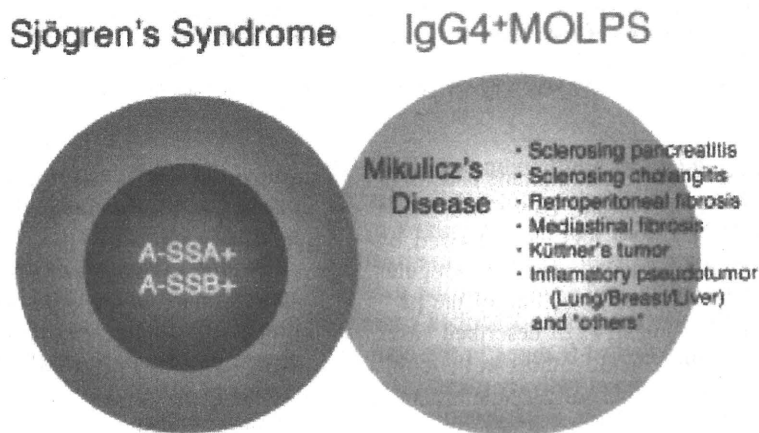 Sjögren's Syndrome
IgG4+MOLPS
A-SSA+
A-SSB+
Mikulicz's
Disease
· Sclerosing pancreatitis
· Sclerosing cholangitis
· Retroperitoneal fibrosis
· Mediastinal fibrosis
· Küttner's tumor
· Inflamatory pseudotumor
(Lung/Breast/Liver)
and "others"